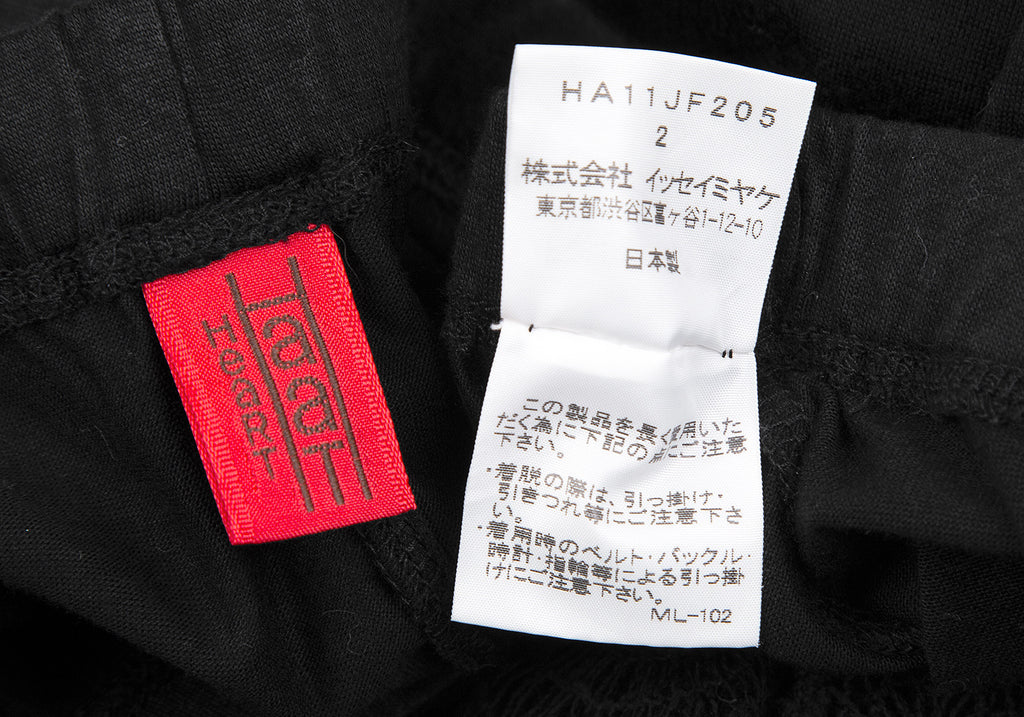 HaaT
HeaRT
HA11JF205
2
株式会社 イッセイミヤケ
東京都渋谷区富ヶ谷1-12-10
日本製
この製品を長く使用いた
だく為に下記の点にご注意
下さい。
・着脱の際は、引っ掛け・
引きつれ等にご注意下さ
い。
・着用時のベルト・バックル・
時計・指輪等による引っ掛
けにご注意下さい。
ML-102